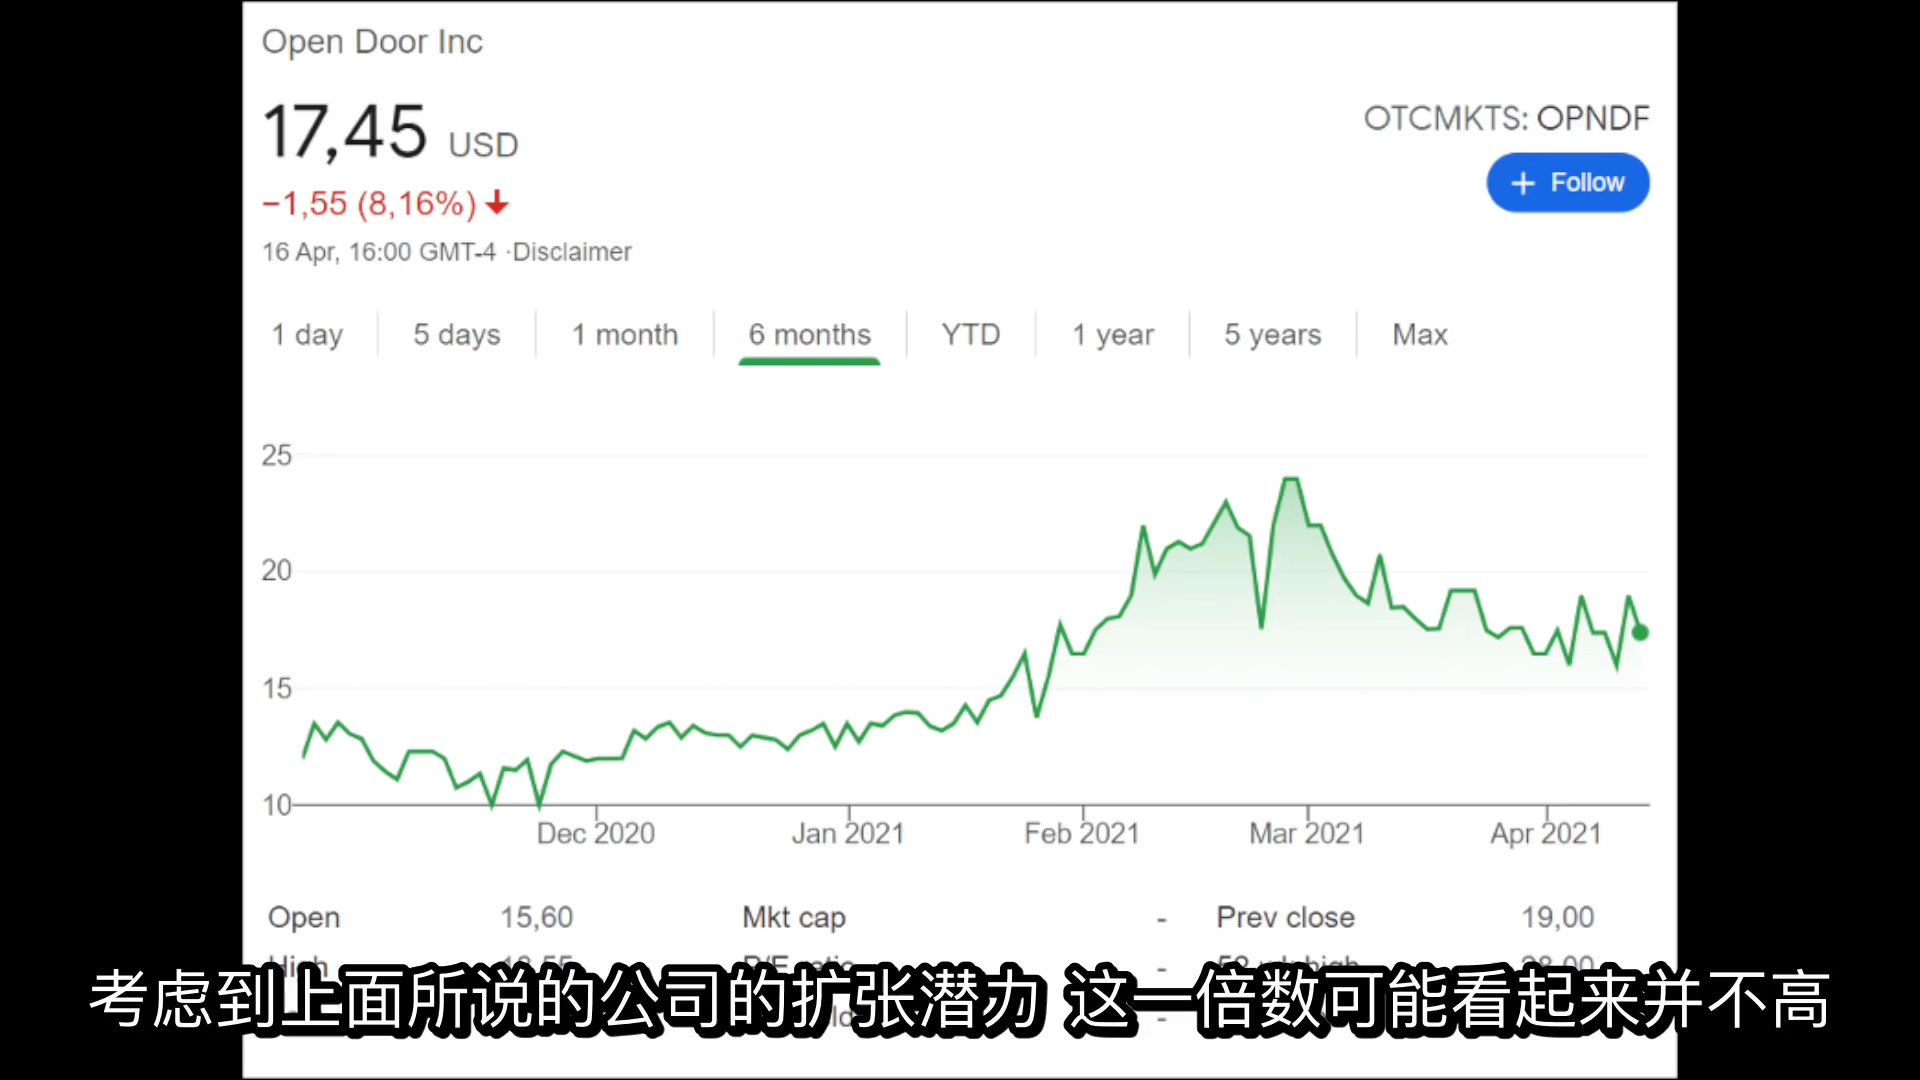 Open Door Inc
17,45 USD
OTCMKTS: OPNDF
+ Follow
−1,55 (8,16%)
16 Apr, 16:00 GMT-4 ·Disclaimer
1 day 5 days 1 month 6 months YTD 1 year 5 years Max
25
20
15
10
Dec 2020 Jan 2021 Feb 2021 Mar 2021 Apr 2021
Open 15,60 Mkt cap - Prev close 19,00
考虑到上面所说的公司的扩张潜力 这一倍数可能看起来并不高